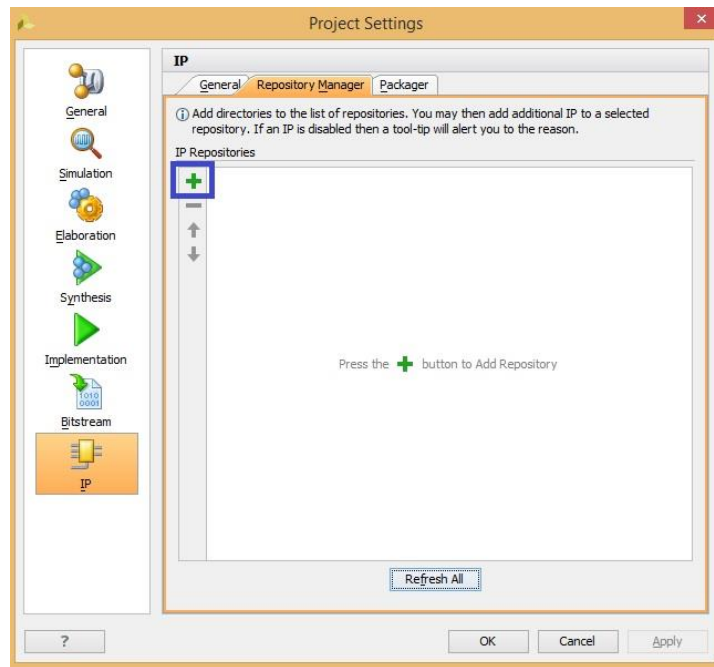 Project Settings
General
Simulation
Elaboration
Synthesis
Implementation
1010
0001
Bitstream
IP
IP
General
Repository Manager
Packager
Add directories to the list of repositories. You may then add additional IP to a selected
repository. If an IP is disabled then a tool-tip will alert you to the reason.
IP Repositories
Press the + button to Add Repository
Refresh All
?
OK
Cancel
Apply